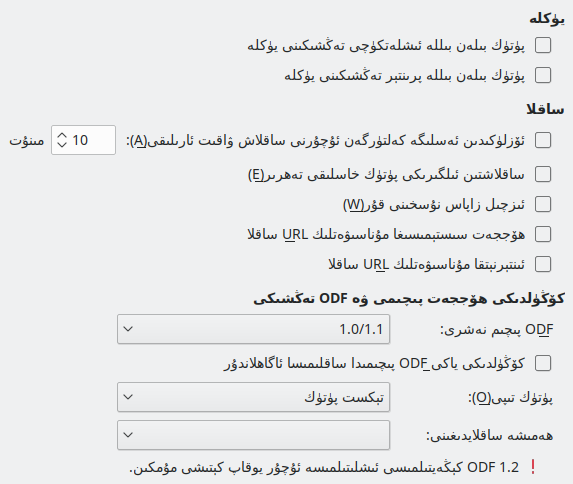 يۈكلە
پۈتۈك بىلەن بىللە ئىشلەتكۈچى تەڭشىكىنى يۈكلە
پۈتۈك بىلەن بىللە پرىنتېر تەڭشىكىنى يۈكلە
ساقلا
ئۆزلۈكىدىن ئەسلىگە كەلتۈرگەن ئۇچۇرنى ساقلاش ۋاقىت ئارىلىقى(A): 10 مىنۇت
ساقلاشتىن ئىلگىرىكى پۈتۈك خاسلىقى تەھرىر(E)
ئىزچىل زاپاس نۇسخىنى قۇر(W)
ھۆججەت سىستېمىسىغا مۇناسىۋەتلىك URL ساقلا
ئىنتېرنېتقا مۇناسىۋەتلىك URL ساقلا
كۆڭۈلدىكى ھۆججەت پىچىمى ۋە ODF تەڭشىكى
ODF پىچىم نەشرى: 1.0/1.1
كۆڭۈلدىكى ياكى ODF پىچىمىدا ساقلىمىسا ئاگاھلاندۇر
پۈتۈك تىپى(O): تېكىست پۈتۈك
ھەمىشە ساقلايدىغىنى:
ODF 1.2 كېڭەيتىلمىسى ئىشلىتىلمىسە ئۇچۇر يوقاپ كېتىشى مۇمكىن.